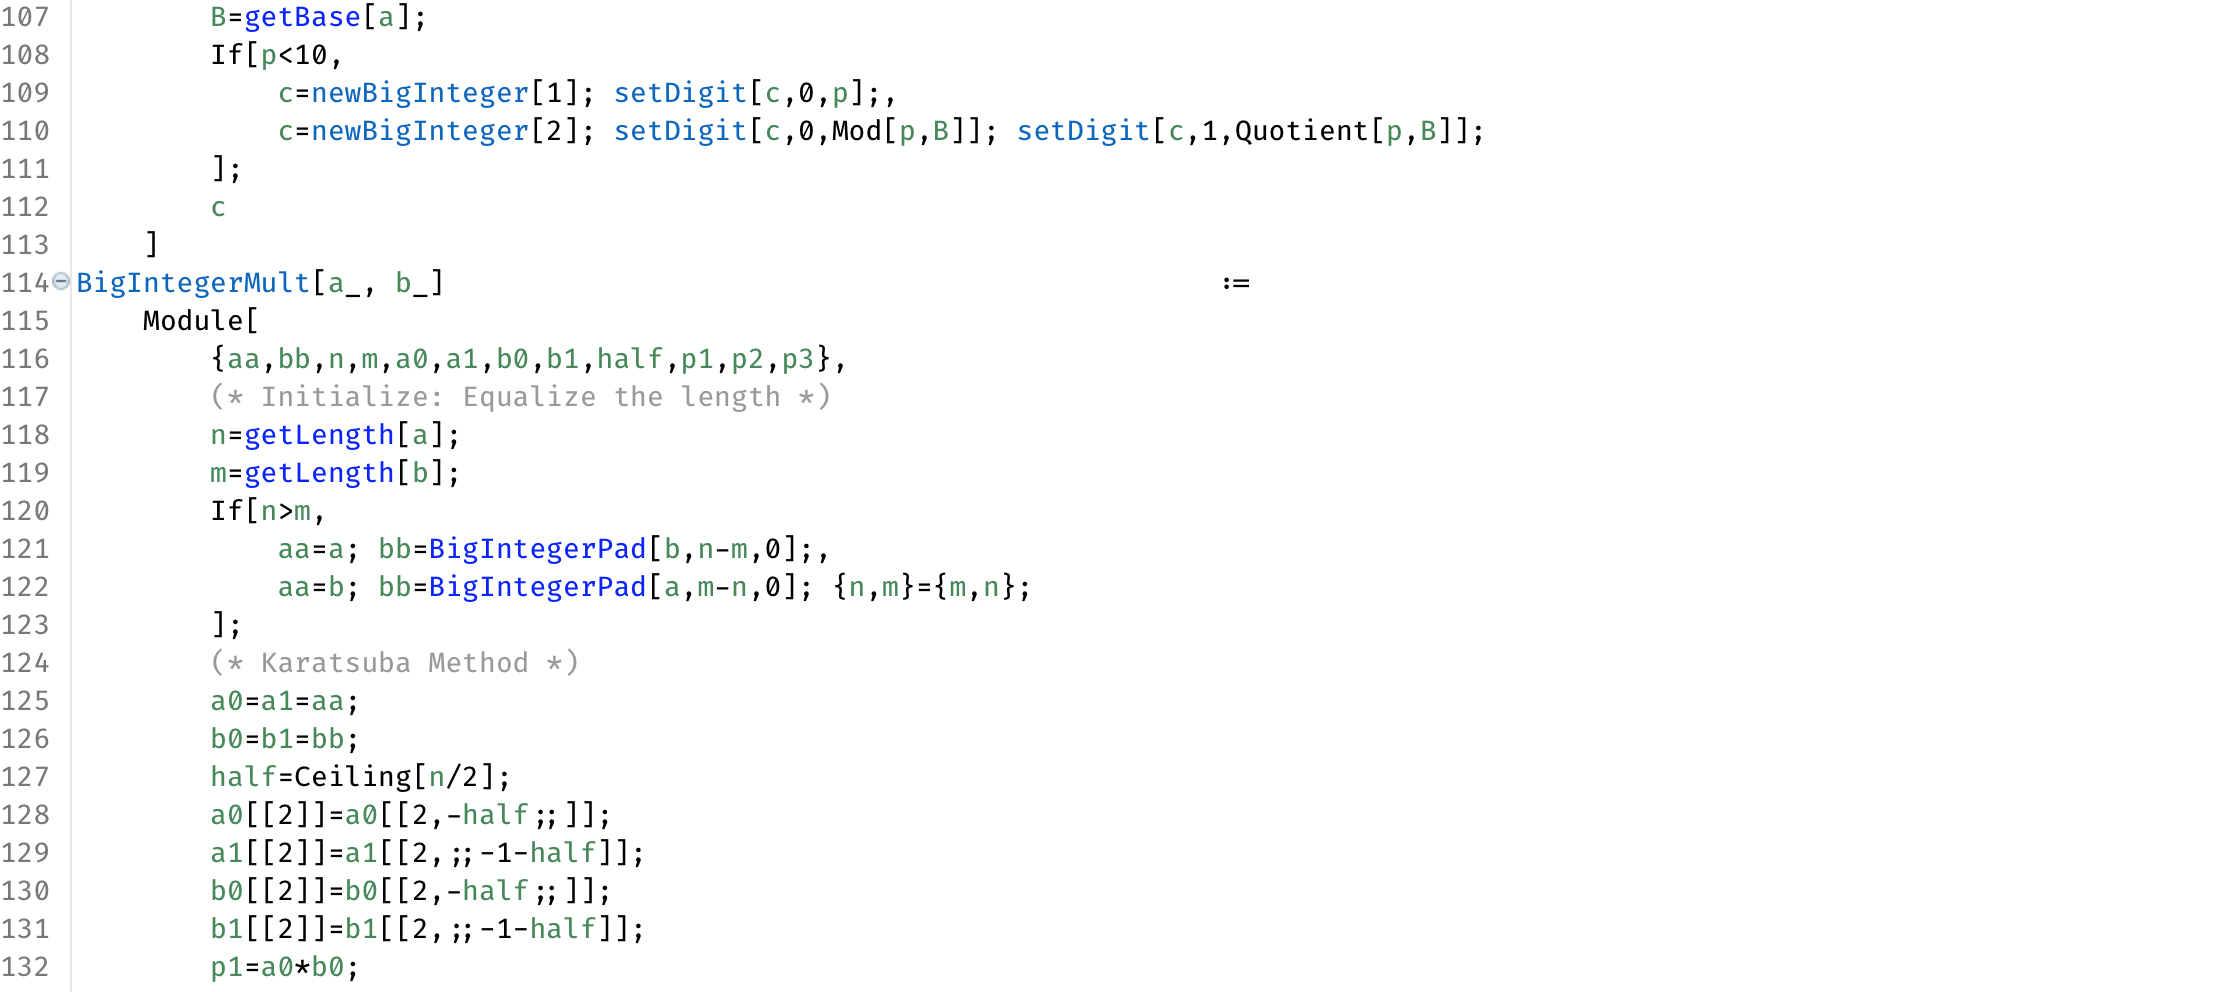 107 B=getBase[a];
108 If[p<10,
109 c=newBigInteger[1]; setDigit[c,0,p];,
110 c=newBigInteger[2]; setDigit[c,0,Mod[p,B]]; setDigit[c,1,Quotient[p,B]];
111 ];
112 c
113 ]
114 BigIntegerMult[a_, b_] :=
115 Module[
116 {aa,bb,n,m,a0,a1,b0,b1,half,p1,p2,p3},
117 (* Initialize: Equalize the length *)
118 n=getLength[a];
119 m=getLength[b];
120 If[n>m,
121 aa=a; bb=BigIntegerPad[b,n-m,0];,
122 aa=b; bb=BigIntegerPad[a,m-n,0]; {n,m}={m,n};
123 ];
124 (* Karatsuba Method *)
125 a0=a1=aa;
126 b0=b1=bb;
127 half=Ceiling[n/2];
128 a0[[2]]=a0[[2,-half;;]];
129 a1[[2]]=a1[[2,;;-1-half]];
130 b0[[2]]=b0[[2,-half;;]];
131 b1[[2]]=b1[[2,;;-1-half]];
132 p1=a0*b0;